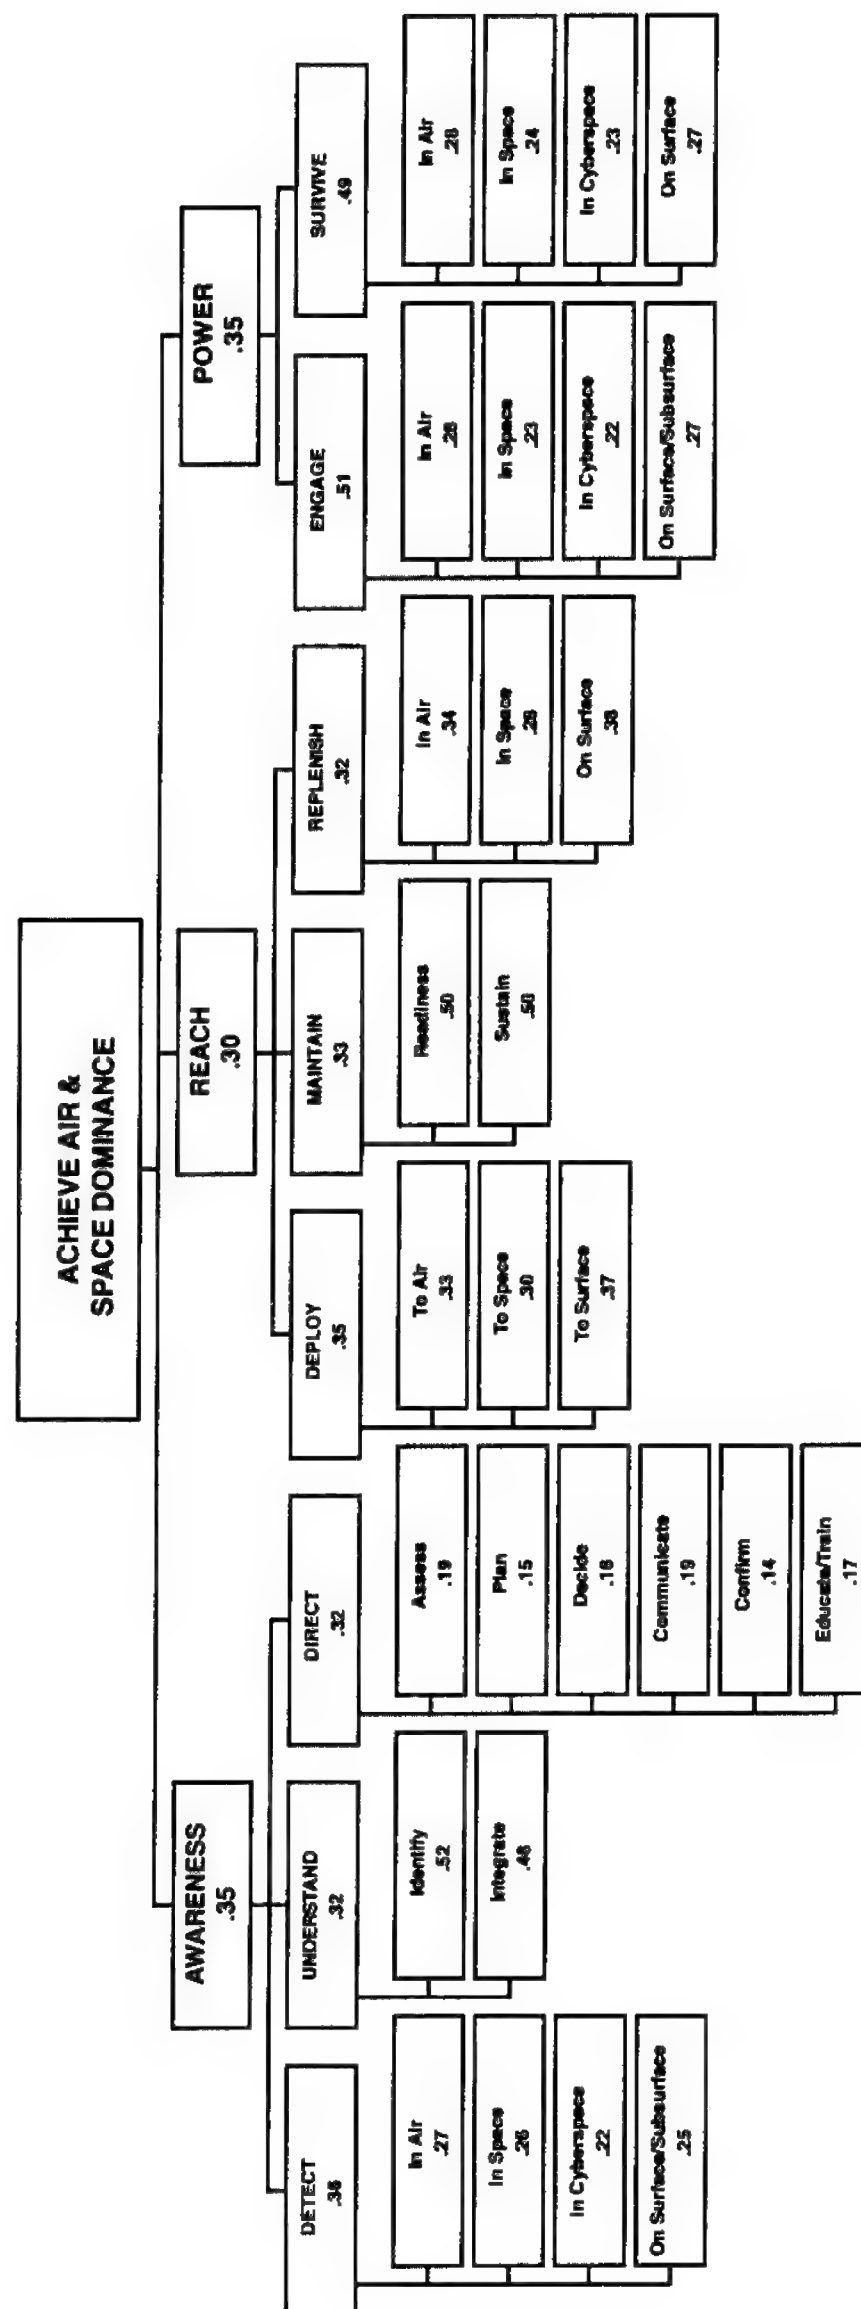 ACHIEVE AIR &
SPACE DOMINANCE
AWARENESS
.35
REACH
.30
POWER
.35
DETECT
.36
UNDERSTAND
.32
DIRECT
.32
DEPLOY
.35
MAINTAIN
.33
REPLENISH
.32
ENGAGE
.51
SURVIVE
.49
In Air
.27
In Space
.26
In Cyberspace
.22
On Surface/Subsurface
.25
Identify
.52
Integrate
.48
Assess
.19
Plan
.15
Decide
.16
Communicate
.19
Confirm
.14
Educate/Train
.17
To Air
.33
To Space
.30
To Surface
.37
Readiness
.50
Sustain
.50
In Air
.34
In Space
.28
On Surface
.38
In Air
.28
In Space
.23
In Cyberspace
.22
On Surface/Subsurface
.27
In Air
.26
In Space
.24
In Cyberspace
.23
On Surface
.27